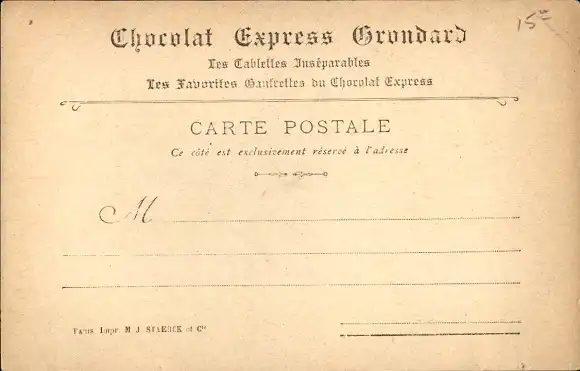 15—
Chocolat Express Grondard
Les Tablettes Inséparables
Les Favorites Gaufrettes du Chocolat Express
CARTE POSTALE
Ce côté est exclusivement réservé à l'adresse
M
Paris. Impr. M. J. STAERCK et Cie